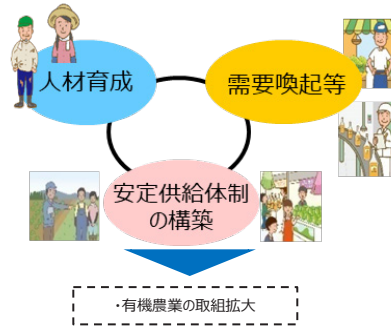 人材育成
需要喚起等
安定供給体制
の構築
・有機農業の取組拡大